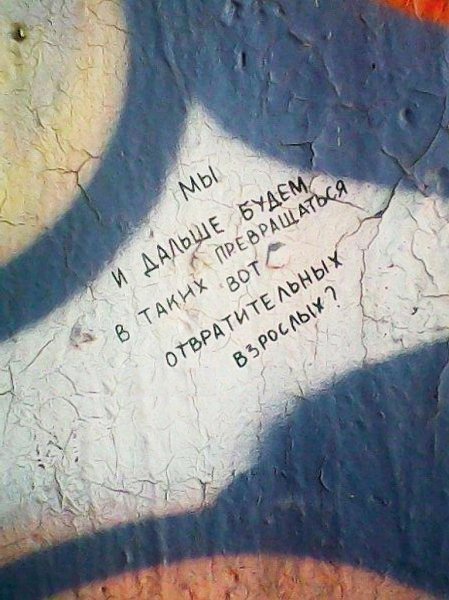 МЫ
И ДАЛЬШЕ БУДЕМ
ПРЕВРАЩАТЬСЯ
В ТАКИХ ВОТ
ОТВРАТИТЕЛЬНЫХ
ВЗРОСЛЫХ?